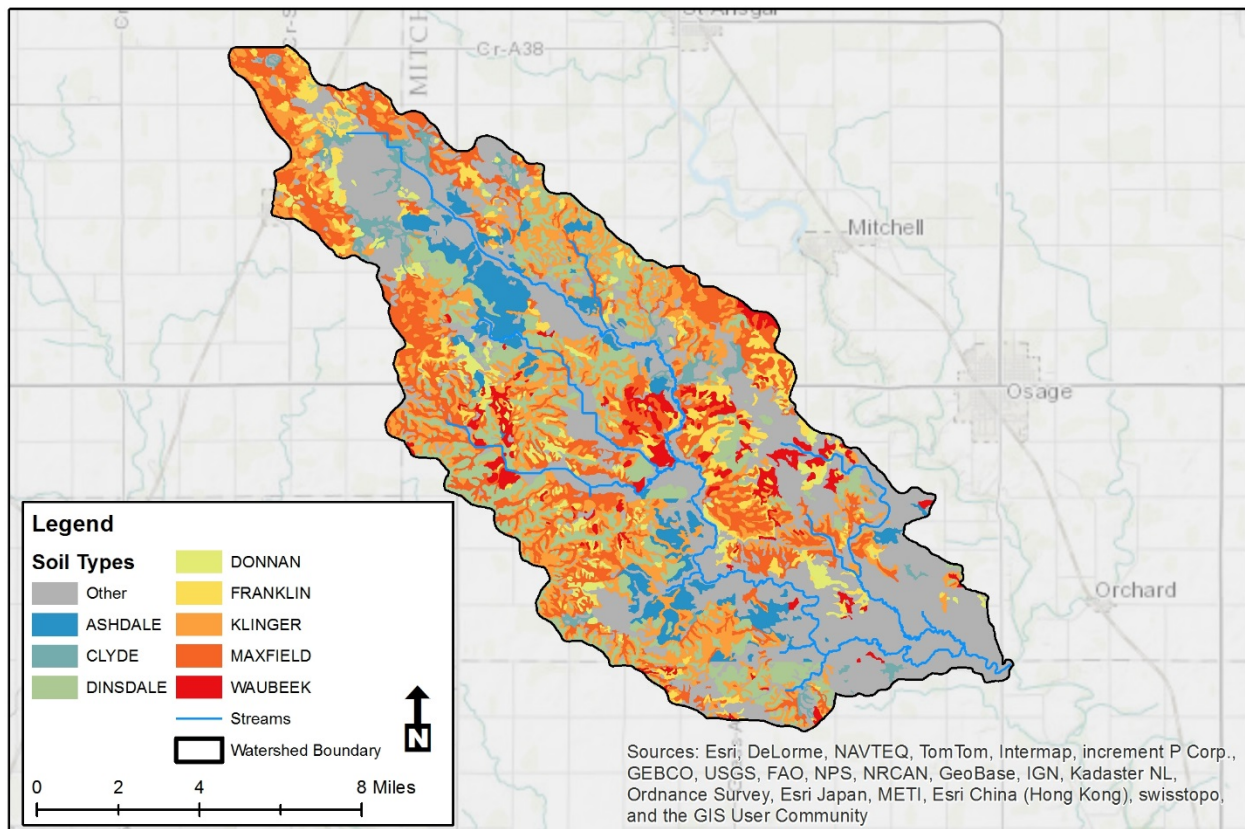 St Ansgar
Cr-A38
MITCH
Mitchell
Osage
Orchard
Legend
Soil Types
Other
ASHDALE
CLYDE
DINSDALE
DONNAN
FRANKLIN
KLINGER
MAXFIELD
WAUBEEK
Streams
Watershed Boundary
N
0 2 4 8 Miles
Sources: Esri, DeLorme, NAVTEQ, TomTom, Intermap, increment P Corp.,
GEBCO, USGS, FAO, NPS, NRCAN, GeoBase, IGN, Kadaster NL,
Ordnance Survey, Esri Japan, METI, Esri China (Hong Kong), swisstopo,
and the GIS User Community